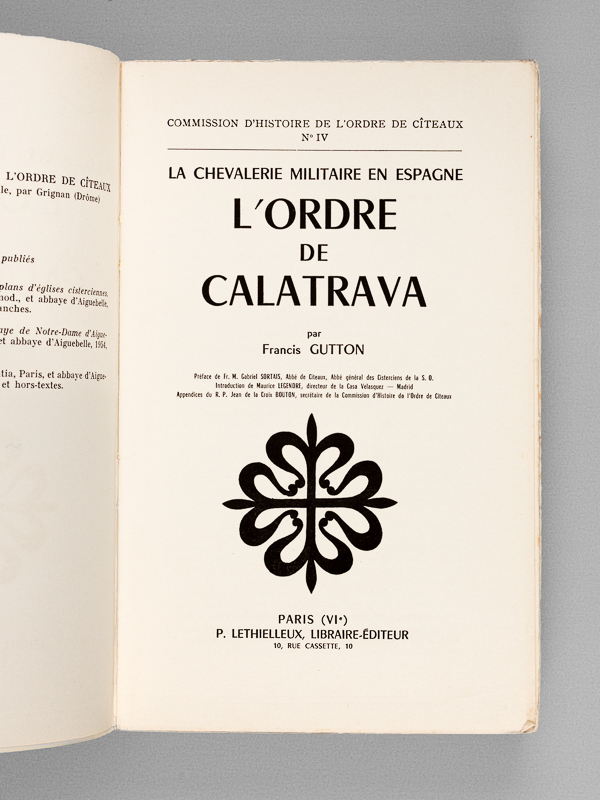 L'ORDRE DE CÎTEAUX
par Grignan (Drôme)
publiés
plans d'églises cisterciennes,
et abbaye d'Aiguebelle,
de Notre-Dame d'Aigue-
et abbaye d'Aiguebelle, 1954,
Paris, et abbaye d'Aigue-
et hors-textes.
COMMISSION D'HISTOIRE DE L'ORDRE DE CÎTEAUX
N° IV
LA CHEVALERIE MILITAIRE EN ESPAGNE
L'ORDRE
DE
CALATRAVA
par
Francis GUTTON
Préface de Fr. M. Gabriel SORTAIS, Abbé de Cîteaux, Abbé général des Cisterciens de la S. O.
Introduction de Maurice LEGENDRE, directeur de la Casa Velasquez — Madrid
Appendices du R. P. Jean de la Croix BOUTON, secrétaire de la Commission d'Histoire de l'Ordre de Cîteaux
PARIS (VIe)
P. LETHIELLEUX, LIBRAIRE-ÉDITEUR
10, RUE CASSETTE, 10